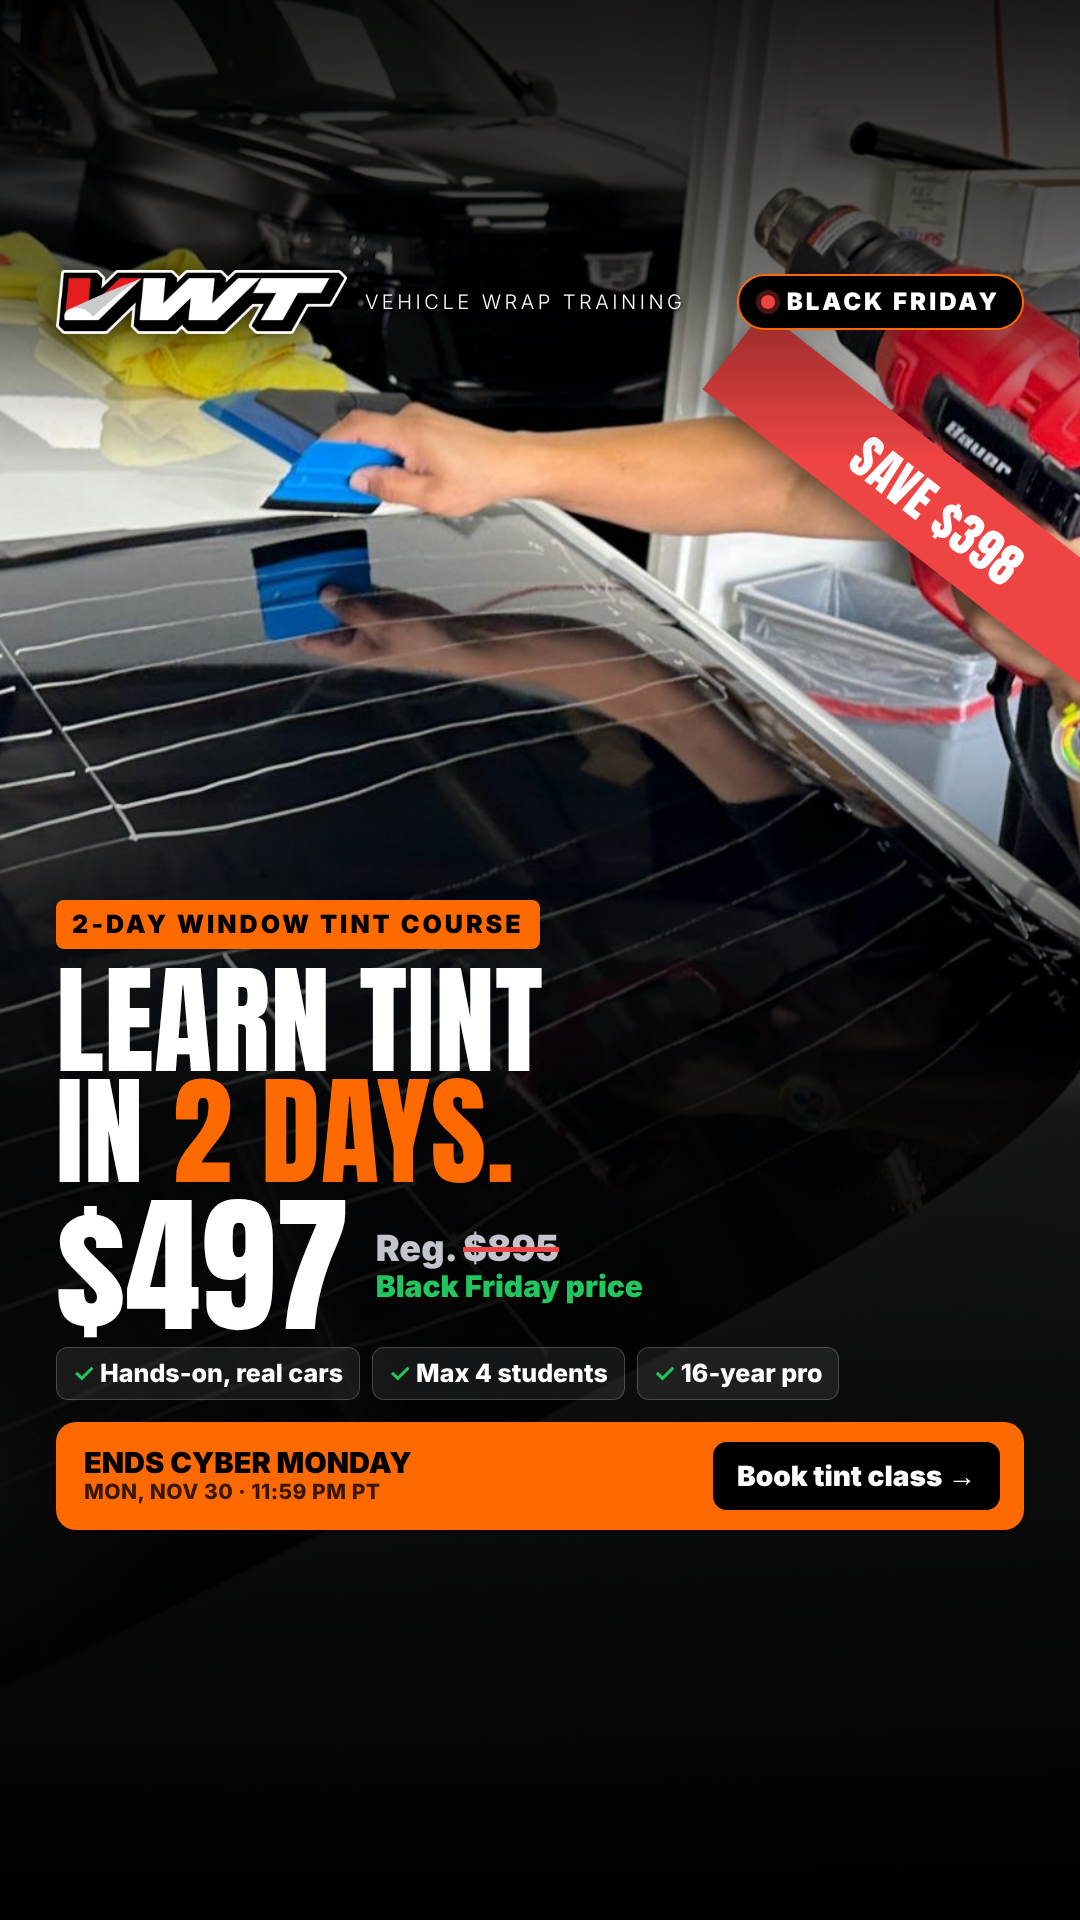 VWT VEHICLE WRAP TRAINING
BLACK FRIDAY
Bauer
SAVE $398
2-DAY WINDOW TINT COURSE
LEARN TINT
IN 2 DAYS.
$497
Reg. $895
Black Friday price
✓ Hands-on, real cars
✓ Max 4 students
✓ 16-year pro
ENDS CYBER MONDAY
MON, NOV 30 · 11:59 PM PT
Book tint class →